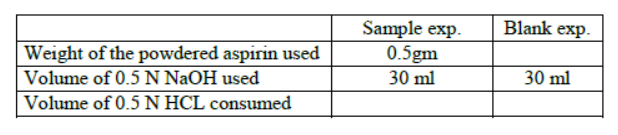 Sample exp. Blank exp.
Weight of the powdered aspirin used 0.5gm
Volume of 0.5 N NaOH used 30 ml 30 ml
Volume of 0.5 N HCL consumed